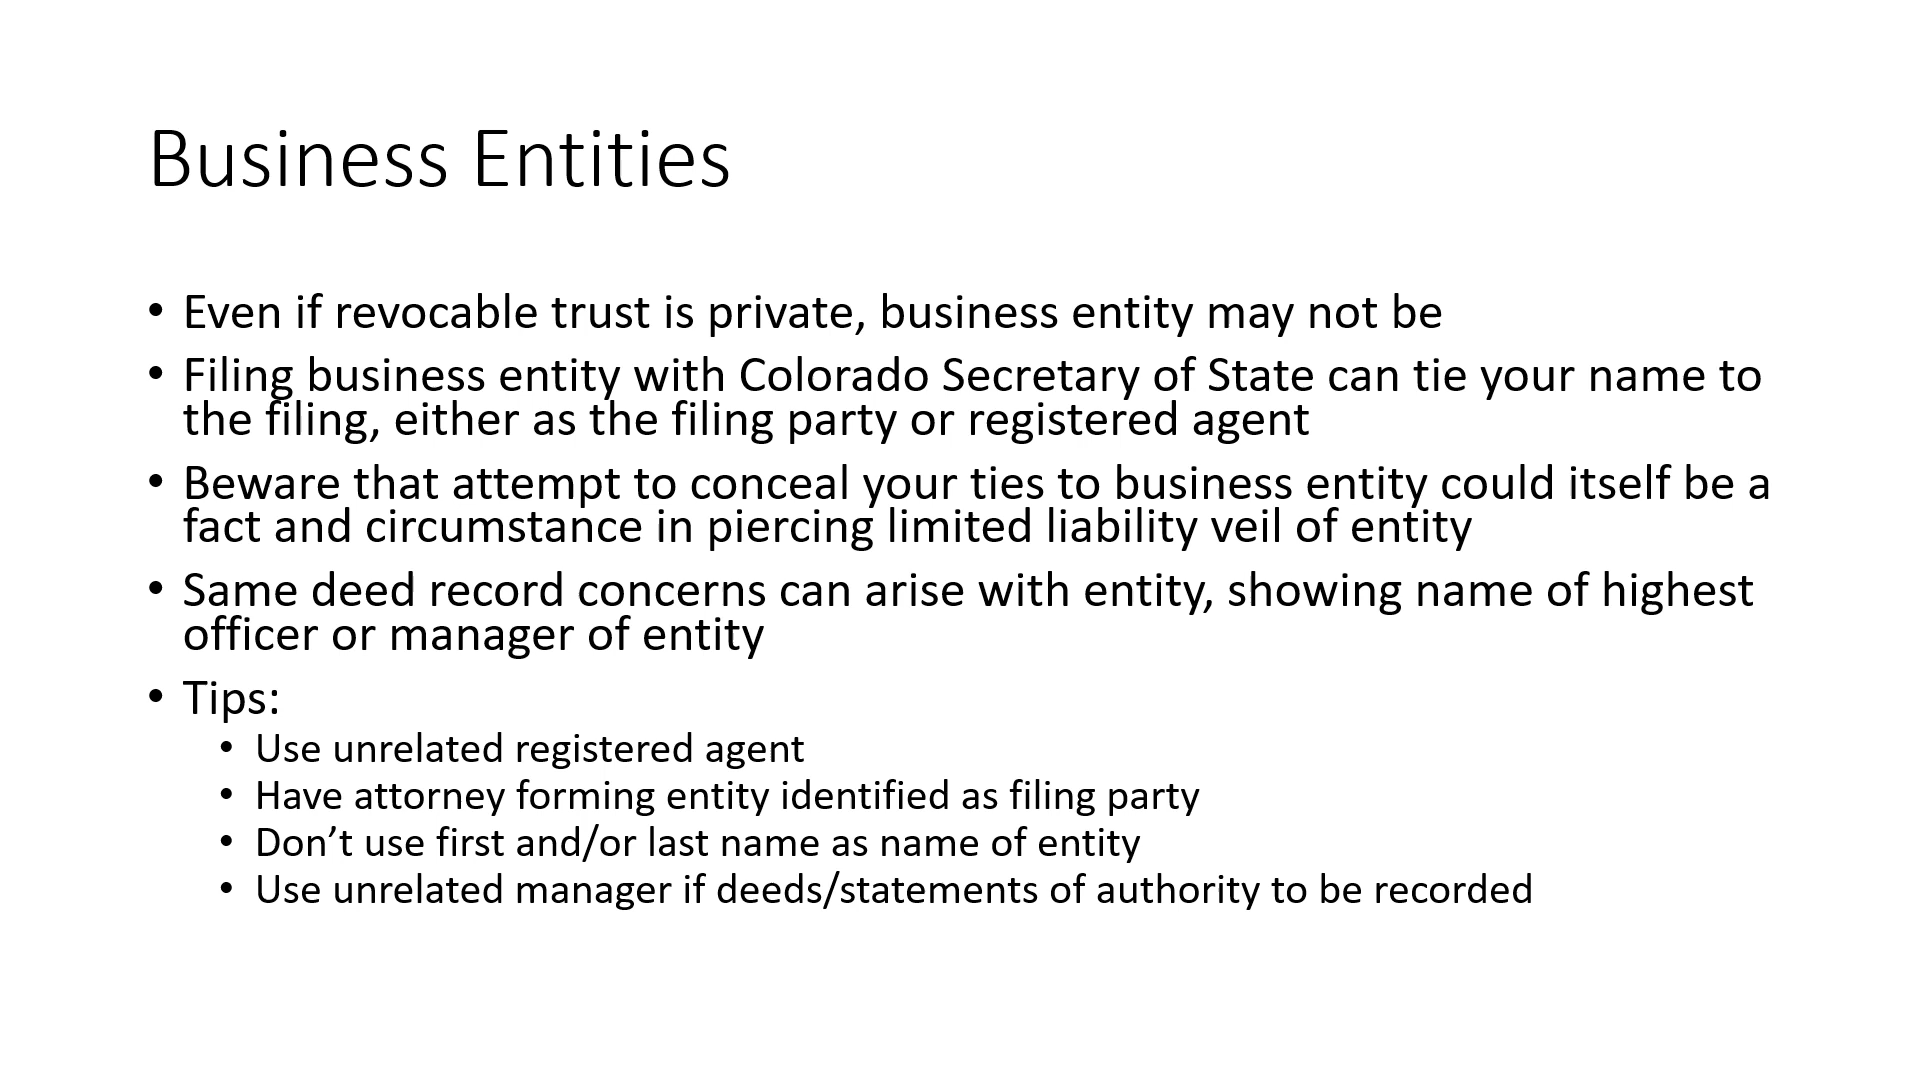 Business Entities
• Even if revocable trust is private, business entity may not be
• Filing business entity with Colorado Secretary of State can tie your name to
the filing, either as the filing party or registered agent
• Beware that attempt to conceal your ties to business entity could itself be a
fact and circumstance in piercing limited liability veil of entity
• Same deed record concerns can arise with entity, showing name of highest
officer or manager of entity
• Tips:
• Use unrelated registered agent
• Have attorney forming entity identified as filing party
• Don’t use first and/or last name as name of entity
• Use unrelated manager if deeds/statements of authority to be recorded